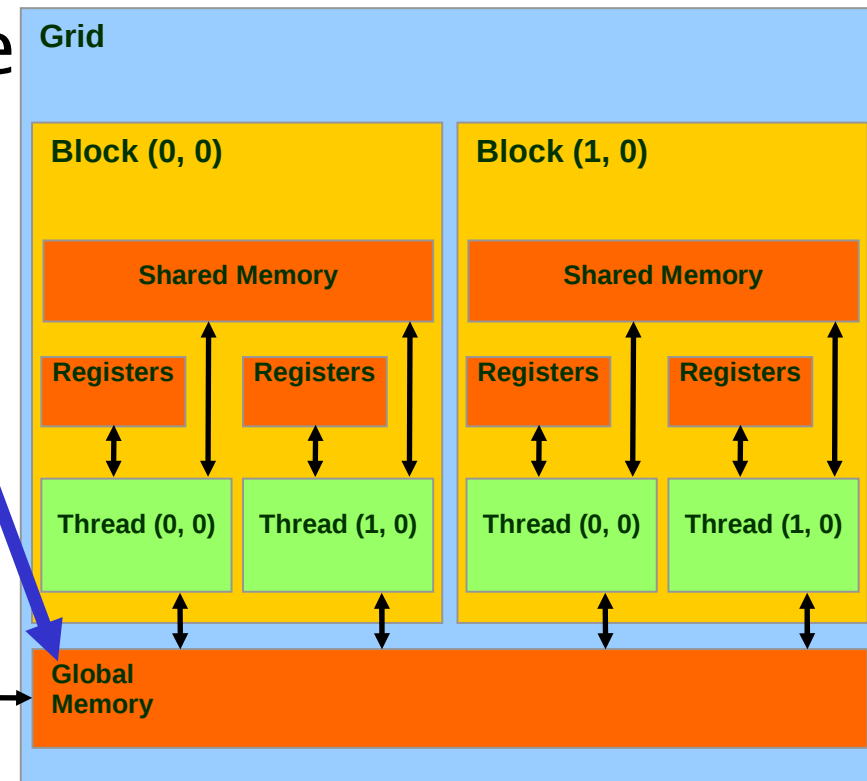 e
Grid
Block (0, 0)
Block (1, 0)
Shared Memory
Shared Memory
Registers
Registers
Registers
Registers
Thread (0, 0)
Thread (1, 0)
Thread (0, 0)
Thread (1, 0)
Global
Memory